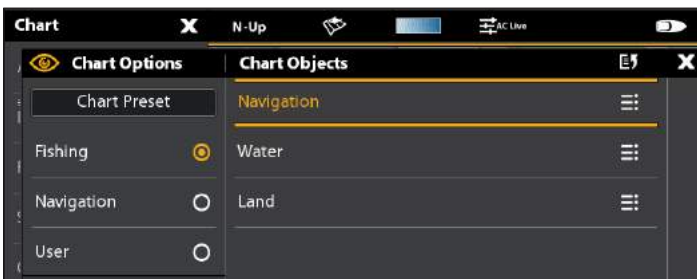 Chart
N-Up
AC Live
Chart Options
Chart Objects
Chart Preset
Navigation
Fishing
Water
Navigation
Land
User